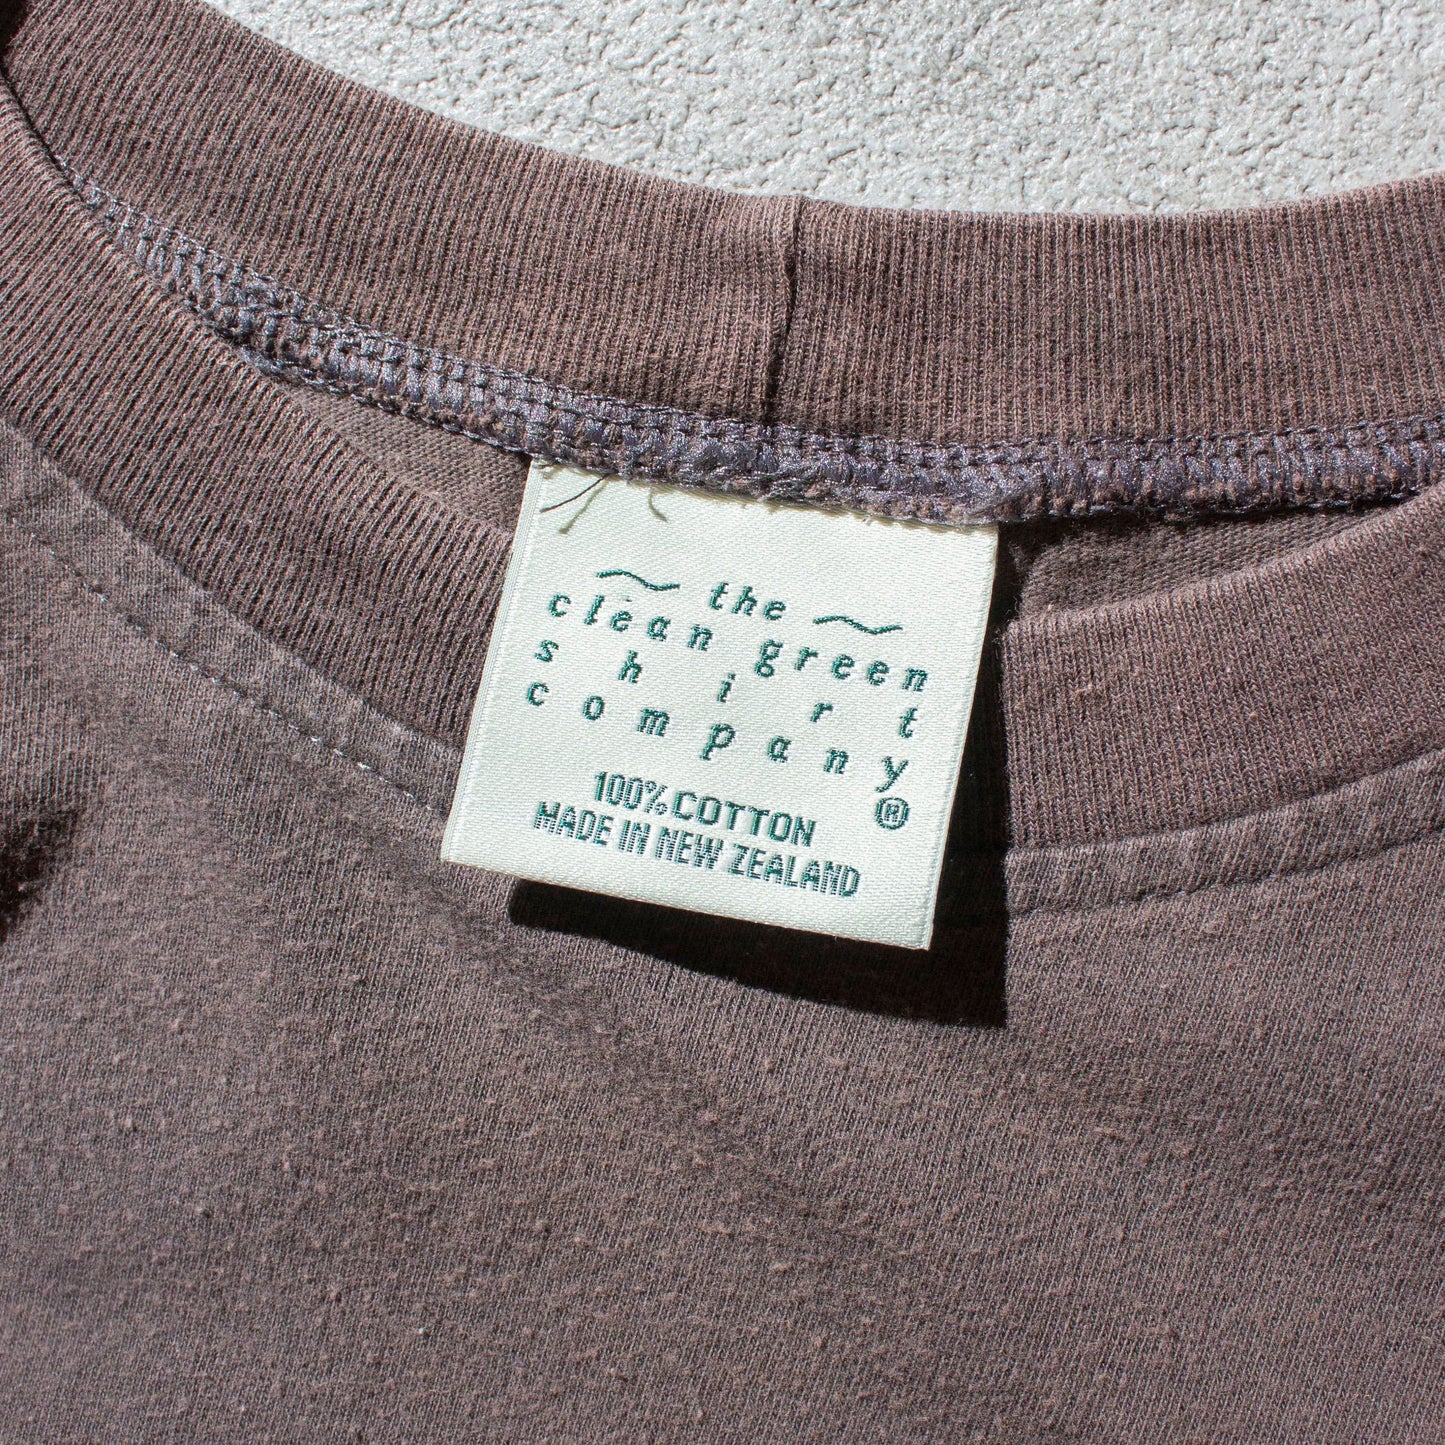 the
clean green
shirt
company
®
100% COTTON
MADE IN NEW ZEALAND